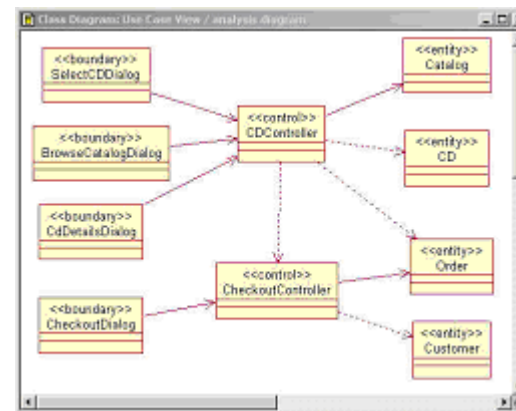 Class Diagram: Use Case View / analysis diagram
<<boundary>>
SelectCDDialog
<<entity>>
Catalog
<<control>>
CDController
<<boundary>>
BrowseCatalogDialog
<<entity>>
CD
<<boundary>>
CdDetailsDialog
<<entity>>
Order
<<control>>
CheckoutController
<<boundary>>
CheckoutDialog
<<entity>>
Customer